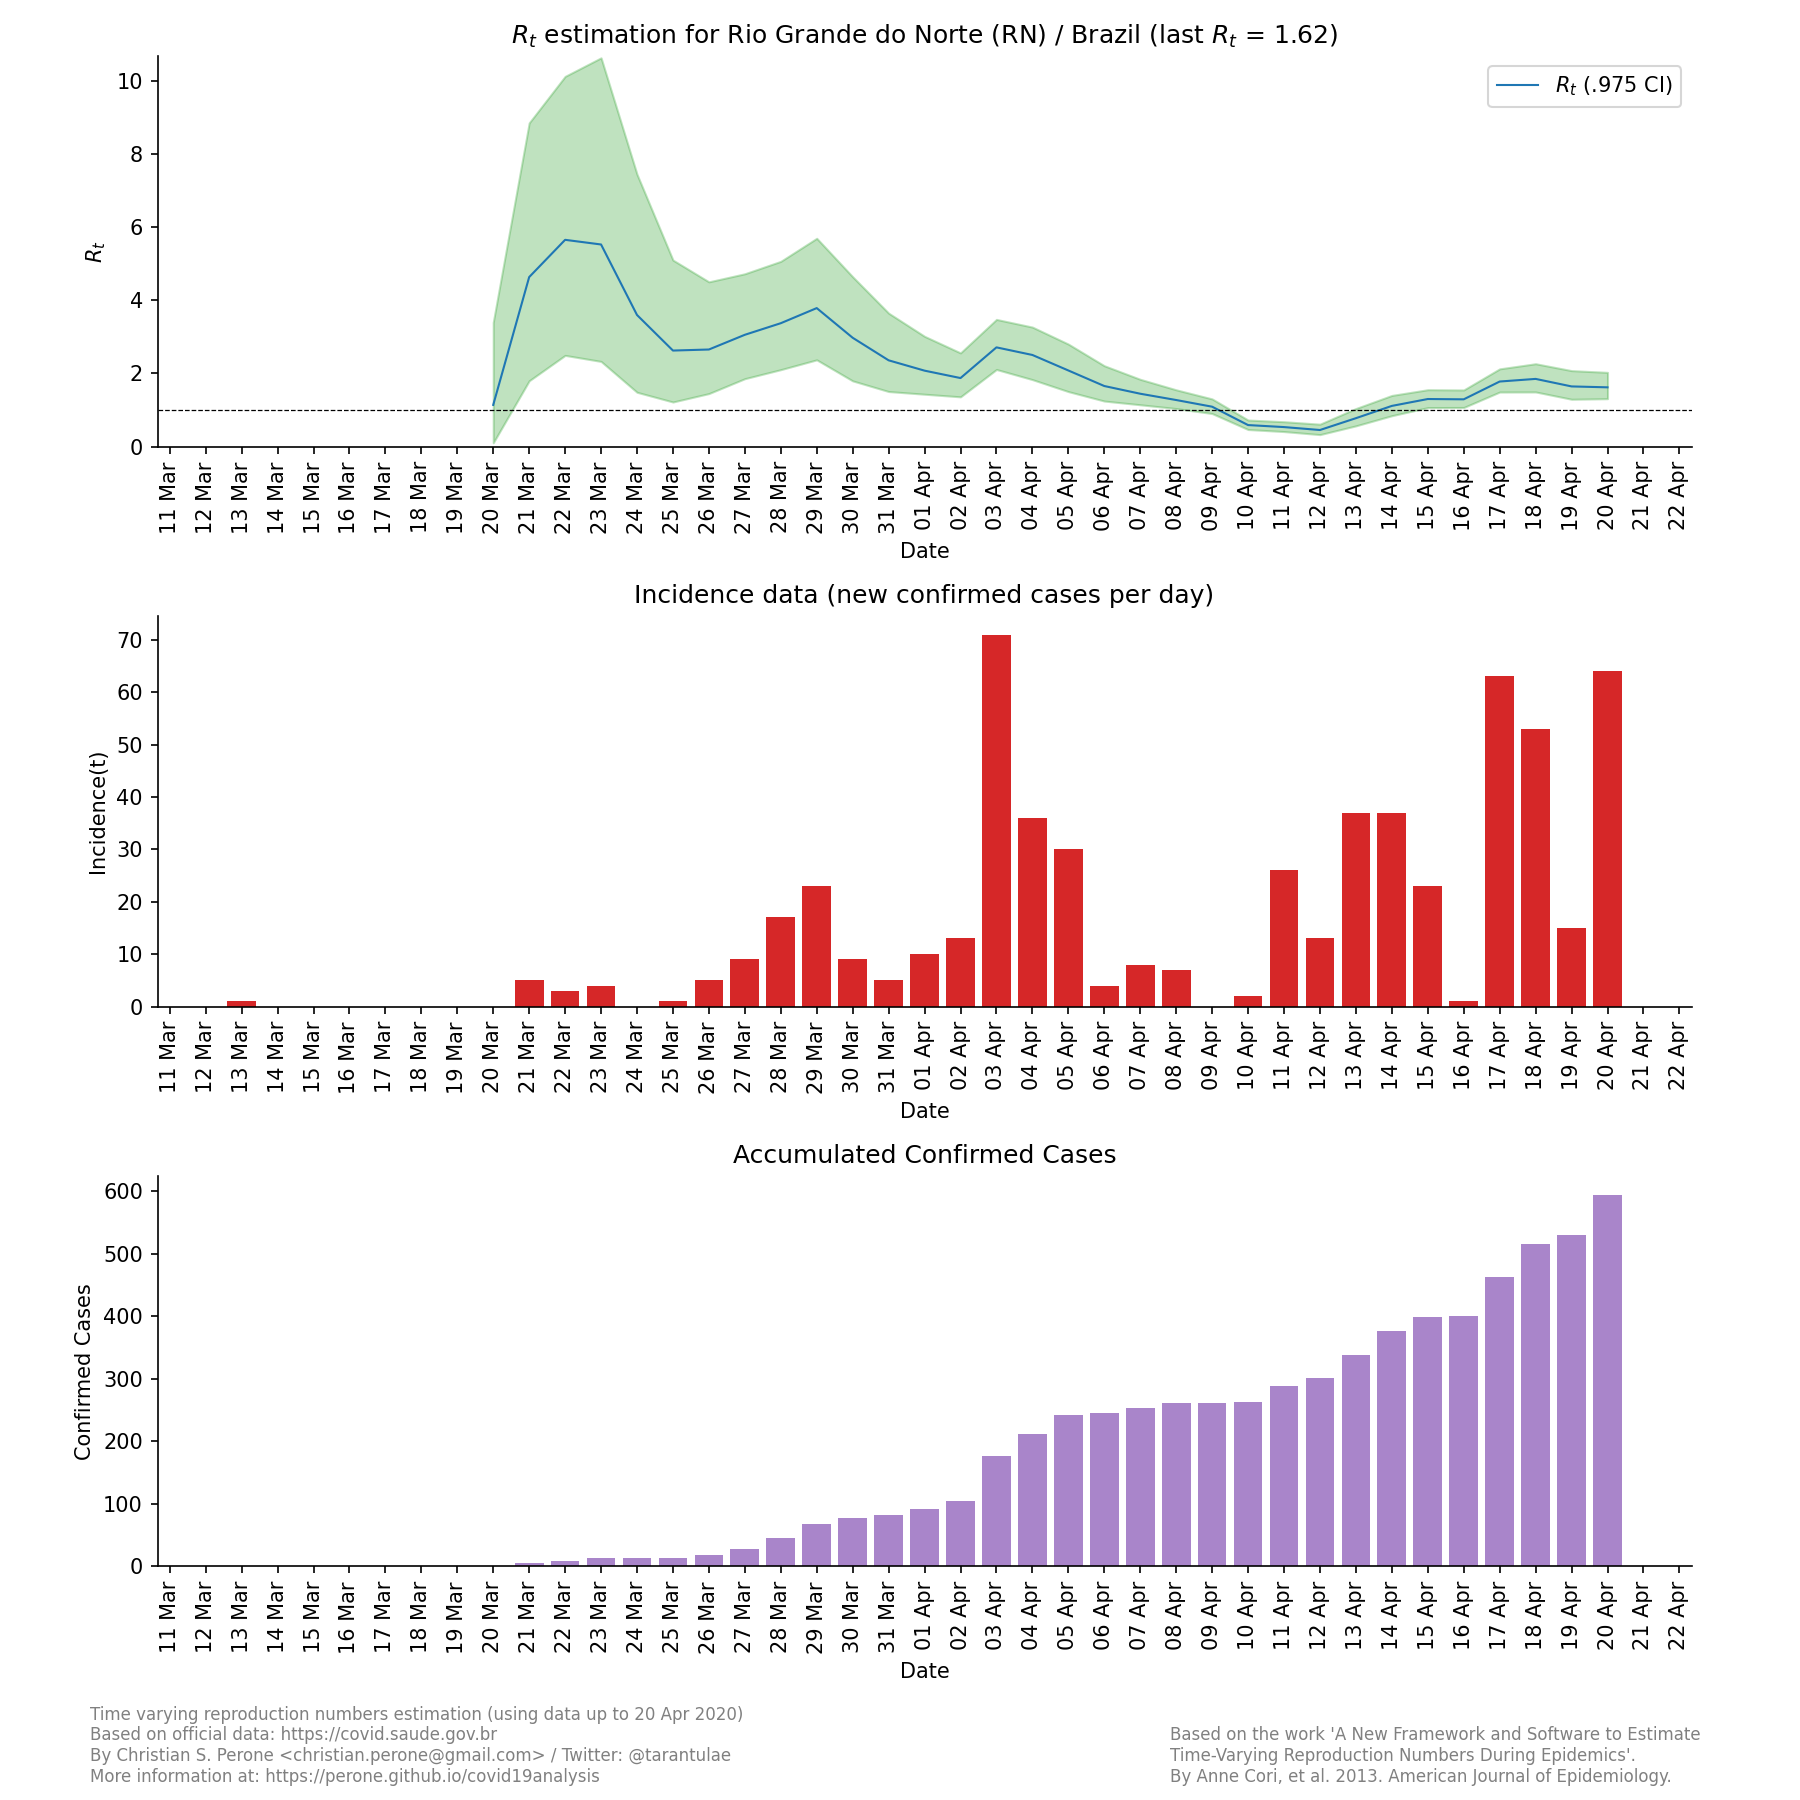 Rt estimation for Rio Grande do Norte (RN) / Brazil (last Rt = 1.62)
Rt (.975 CI)
10
8
6
4
2
0
Rt
11 Mar 12 Mar 13 Mar 14 Mar 15 Mar 16 Mar 17 Mar 18 Mar 19 Mar 20 Mar 21 Mar 22 Mar 23 Mar 24 Mar 25 Mar 26 Mar 27 Mar 28 Mar 29 Mar 30 Mar 31 Mar 01 Apr 02 Apr 03 Apr 04 Apr 05 Apr 06 Apr 07 Apr 08 Apr 09 Apr 10 Apr 11 Apr 12 Apr 13 Apr 14 Apr 15 Apr 16 Apr 17 Apr 18 Apr 19 Apr 20 Apr 21 Apr 22 Apr
Date
Incidence data (new confirmed cases per day)
70
60
50
40
30
20
10
0
Incidence(t)
11 Mar 12 Mar 13 Mar 14 Mar 15 Mar 16 Mar 17 Mar 18 Mar 19 Mar 20 Mar 21 Mar 22 Mar 23 Mar 24 Mar 25 Mar 26 Mar 27 Mar 28 Mar 29 Mar 30 Mar 31 Mar 01 Apr 02 Apr 03 Apr 04 Apr 05 Apr 06 Apr 07 Apr 08 Apr 09 Apr 10 Apr 11 Apr 12 Apr 13 Apr 14 Apr 15 Apr 16 Apr 17 Apr 18 Apr 19 Apr 20 Apr 21 Apr 22 Apr
Date
Accumulated Confirmed Cases
600
500
400
300
200
100
0
Confirmed Cases
11 Mar 12 Mar 13 Mar 14 Mar 15 Mar 16 Mar 17 Mar 18 Mar 19 Mar 20 Mar 21 Mar 22 Mar 23 Mar 24 Mar 25 Mar 26 Mar 27 Mar 28 Mar 29 Mar 30 Mar 31 Mar 01 Apr 02 Apr 03 Apr 04 Apr 05 Apr 06 Apr 07 Apr 08 Apr 09 Apr 10 Apr 11 Apr 12 Apr 13 Apr 14 Apr 15 Apr 16 Apr 17 Apr 18 Apr 19 Apr 20 Apr 21 Apr 22 Apr
Date
Time varying reproduction numbers estimation (using data up to 20 Apr 2020)
Based on official data: https://covid.saude.gov.br
By Christian S. Perone <christian.perone@gmail.com> / Twitter: @tarantulae
More information at: https://perone.github.io/covid19analysis
Based on the work 'A New Framework and Software to Estimate
Time-Varying Reproduction Numbers During Epidemics'.
By Anne Cori, et al. 2013. American Journal of Epidemiology.